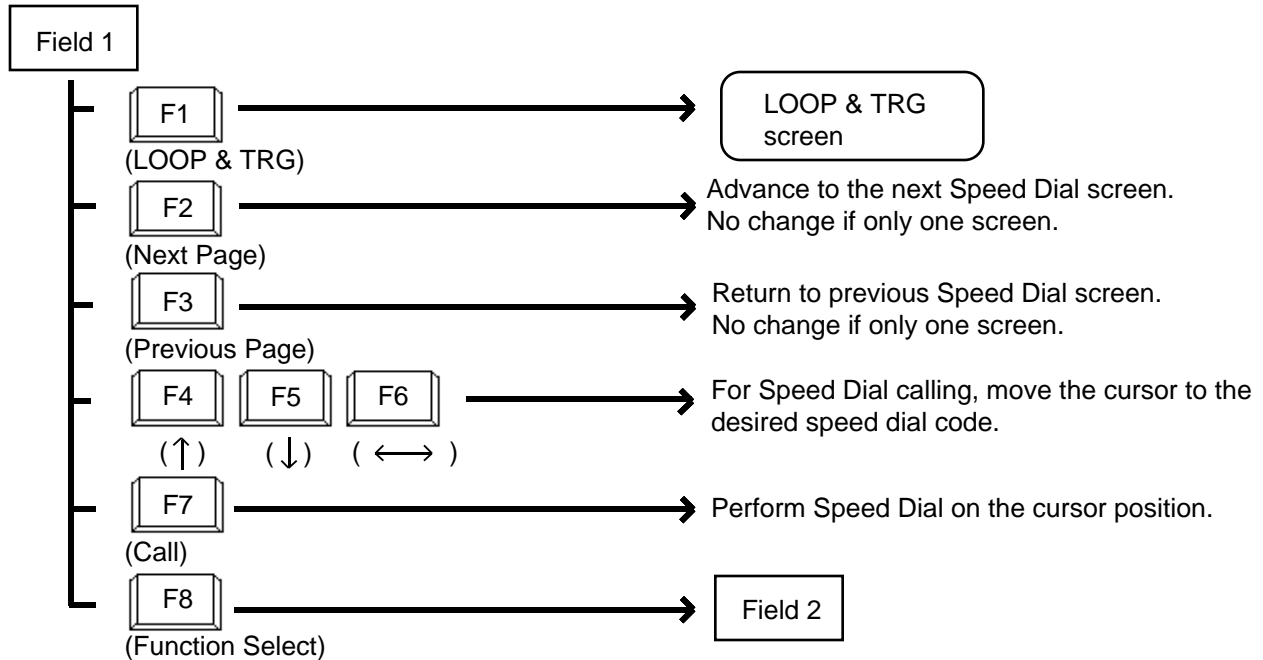 Field 1
F1
(LOOP & TRG)
LOOP & TRG
screen
F2
(Next Page)
Advance to the next Speed Dial screen.
No change if only one screen.
F3
(Previous Page)
Return to previous Speed Dial screen.
No change if only one screen.
F4 F5 F6
(↑) (↓) (↔)
For Speed Dial calling, move the cursor to the
desired speed dial code.
F7
(Call)
Perform Speed Dial on the cursor position.
F8
(Function Select)
Field 2